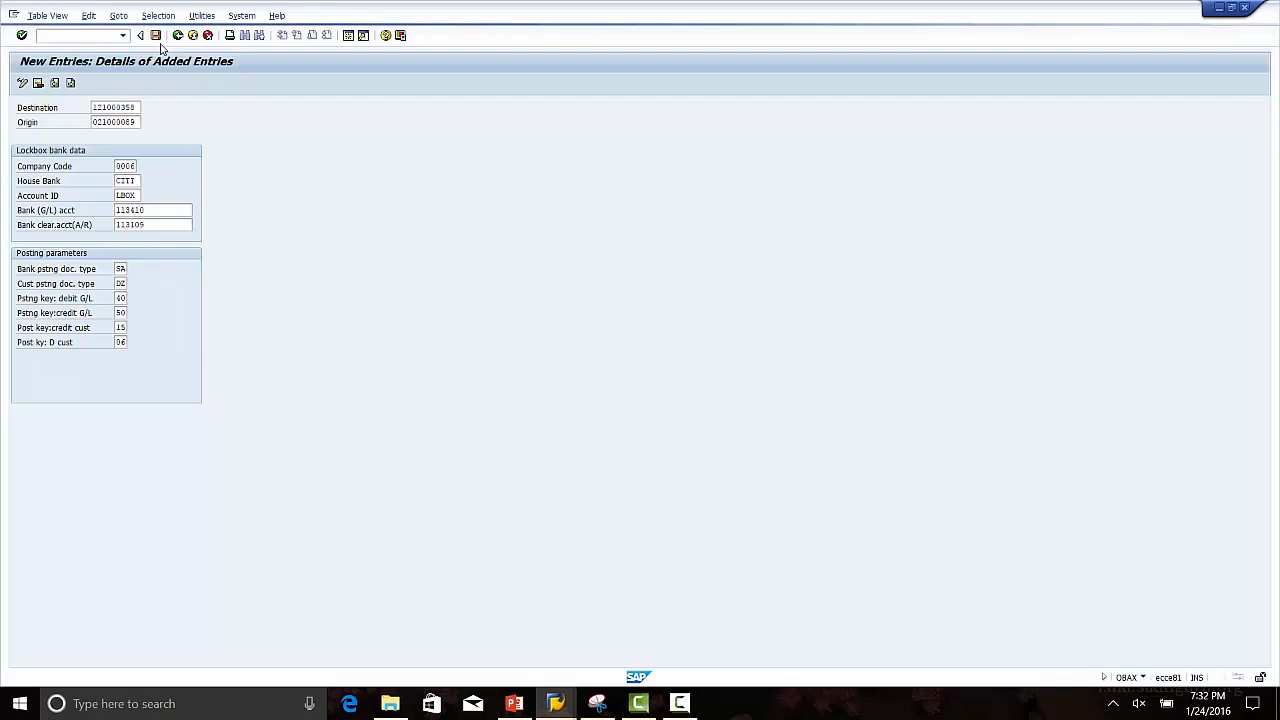 Table View Edit Goto Selection Utilities System Help
New Entries: Details of Added Entries
Destination 121000358
Origin 021000089
Lockbox bank data
Company Code 0006
House Bank CITI
Account ID LBOX
Bank (G/L) acct 113410
Bank clear.acct(A/R) 113109
Posting parameters
Bank pstng doc. type SA
Cust pstng doc. type DZ
Pstng key: debit G/L 40
Pstng key:credit G/L 50
Post key:credit cust 15
Post ky: D cust 06
SAP
OBAX ecce81 INS
Type here to search
7:32 PM
1/24/2016